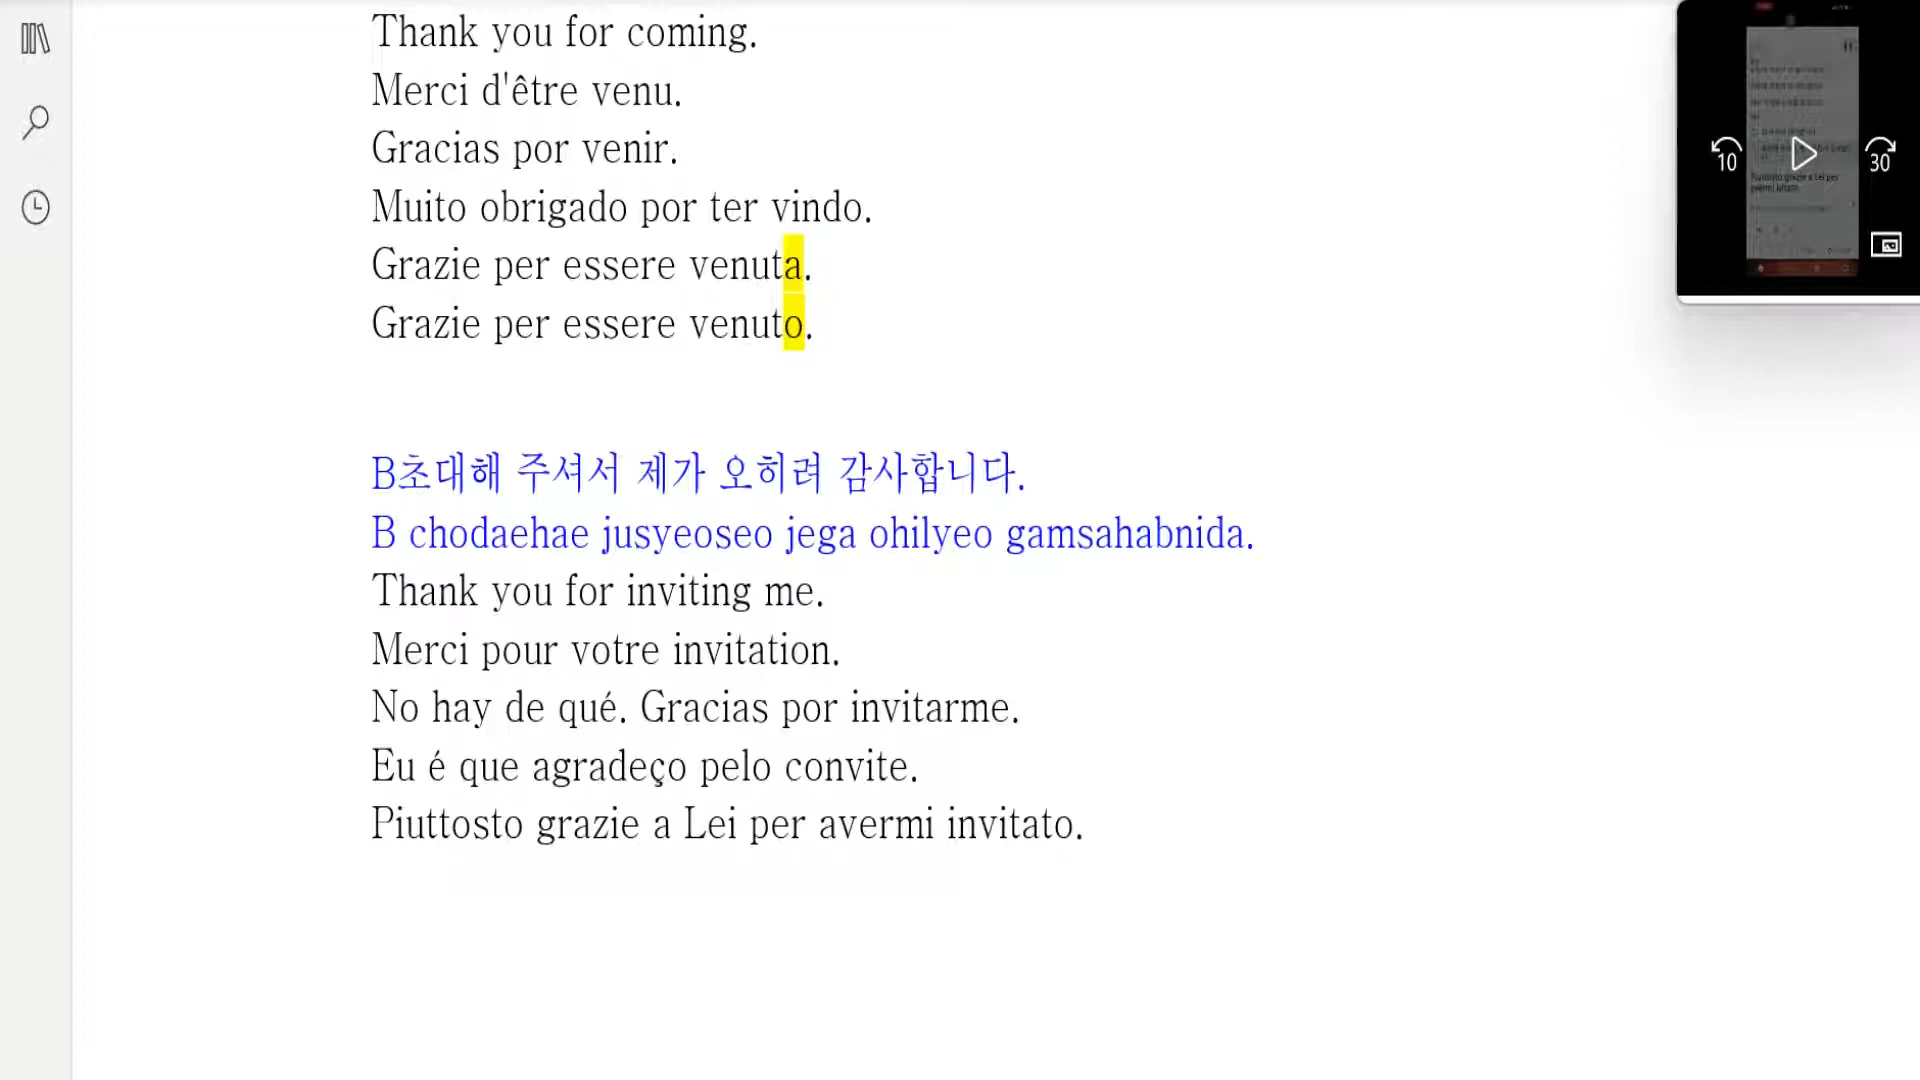 Thank you for coming.
Merci d'être venu.
Gracias por venir.
Muito obrigado por ter vindo.
Grazie per essere venuta.
Grazie per essere venuto.
B초대해 주셔서 제가 오히려 감사합니다.
B chodaehae jusyeoseo jega ohilyeo gamsahabnida.
Thank you for inviting me.
Merci pour votre invitation.
No hay de qué. Gracias por invitarme.
Eu é que agradeço pelo convite.
Piuttosto grazie a Lei per avermi invitato.
10
30